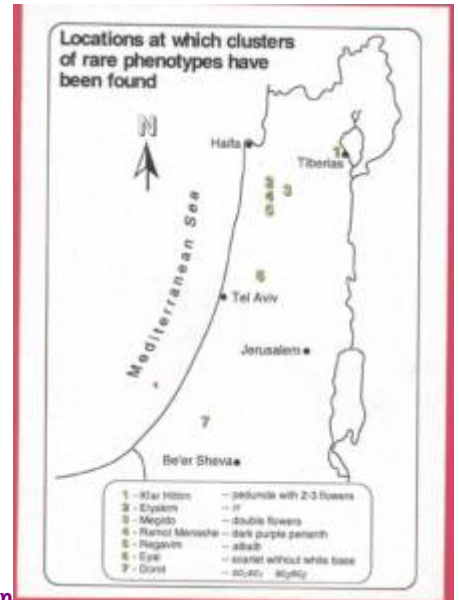 Locations at which clusters
of rare phenotypes have
been found
N
Haifa
1
Tiberias
Mediterranean Sea
6
Tel Aviv
Jerusalem
7
Be'er Sheva
1 - Kfar Hittim -- peduncle with 2-3 flowers
Elyakim -- rr
3 - Megido -- double flowers
4 - Ramot Menashe -- dark purple perianth
5 - Regavim -- albalb
6 - Eyal -- scarlet without white base
7 - Dorot